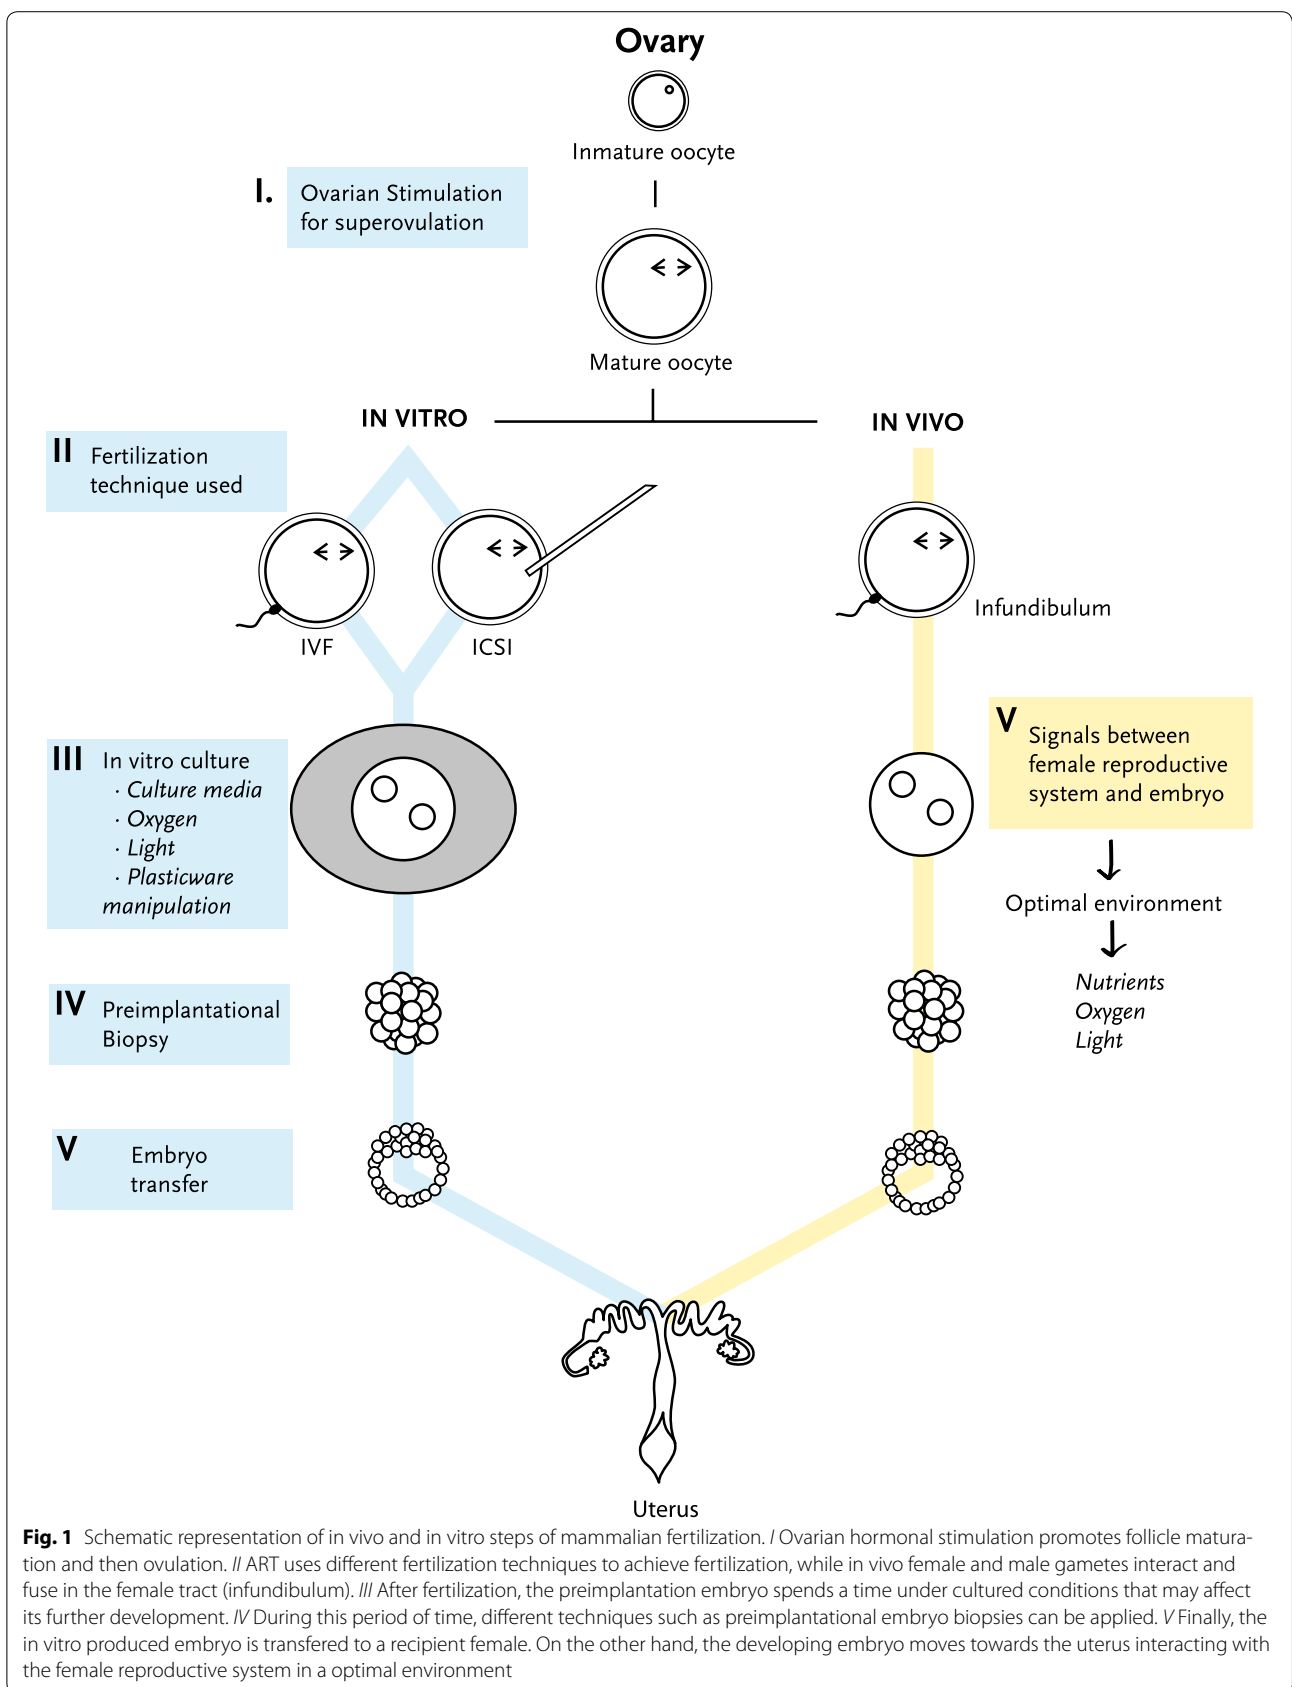 Ovary
Inmature oocyte
I. Ovarian Stimulation
for superovulation
Mature oocyte
IN VITRO
IN VIVO
II Fertilization
technique used
IVF
ICSI
Infundibulum
III In vitro culture
· Culture media
· Oxygen
· Light
· Plasticware
manipulation
V Signals between
female reproductive
system and embryo
Optimal environment
Nutrients
Oxygen
Light
IV Preimplantational
Biopsy
V Embryo
transfer
Uterus
Fig. 1 Schematic representation of in vivo and in vitro steps of mammalian fertilization. I Ovarian hormonal stimulation promotes follicle matura-
tion and then ovulation. II ART uses different fertilization techniques to achieve fertilization, while in vivo female and male gametes interact and
fuse in the female tract (infundibulum). III After fertilization, the preimplantation embryo spends a time under cultured conditions that may affect
its further development. IV During this period of time, different techniques such as preimplantational embryo biopsies can be applied. V Finally, the
in vitro produced embryo is transfered to a recipient female. On the other hand, the developing embryo moves towards the uterus interacting with
the female reproductive system in a optimal environment